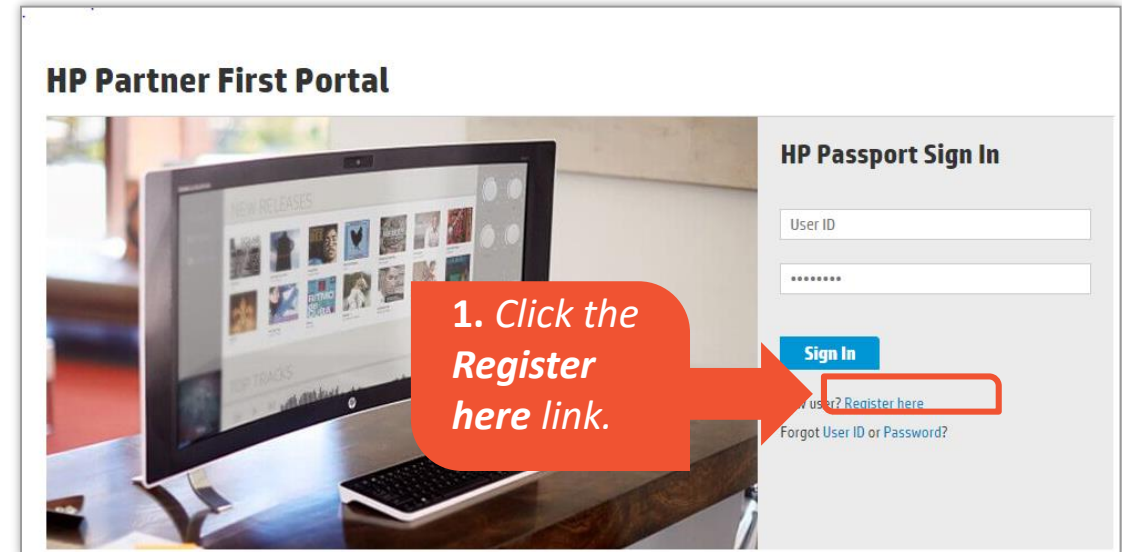 HP Partner First Portal
HP Passport Sign In
User ID
••••••••
NEW RELEASES
TOP TRACKS
1. Click the
Register
here link.
Sign In
user? Register here
Forgot User ID or Password?